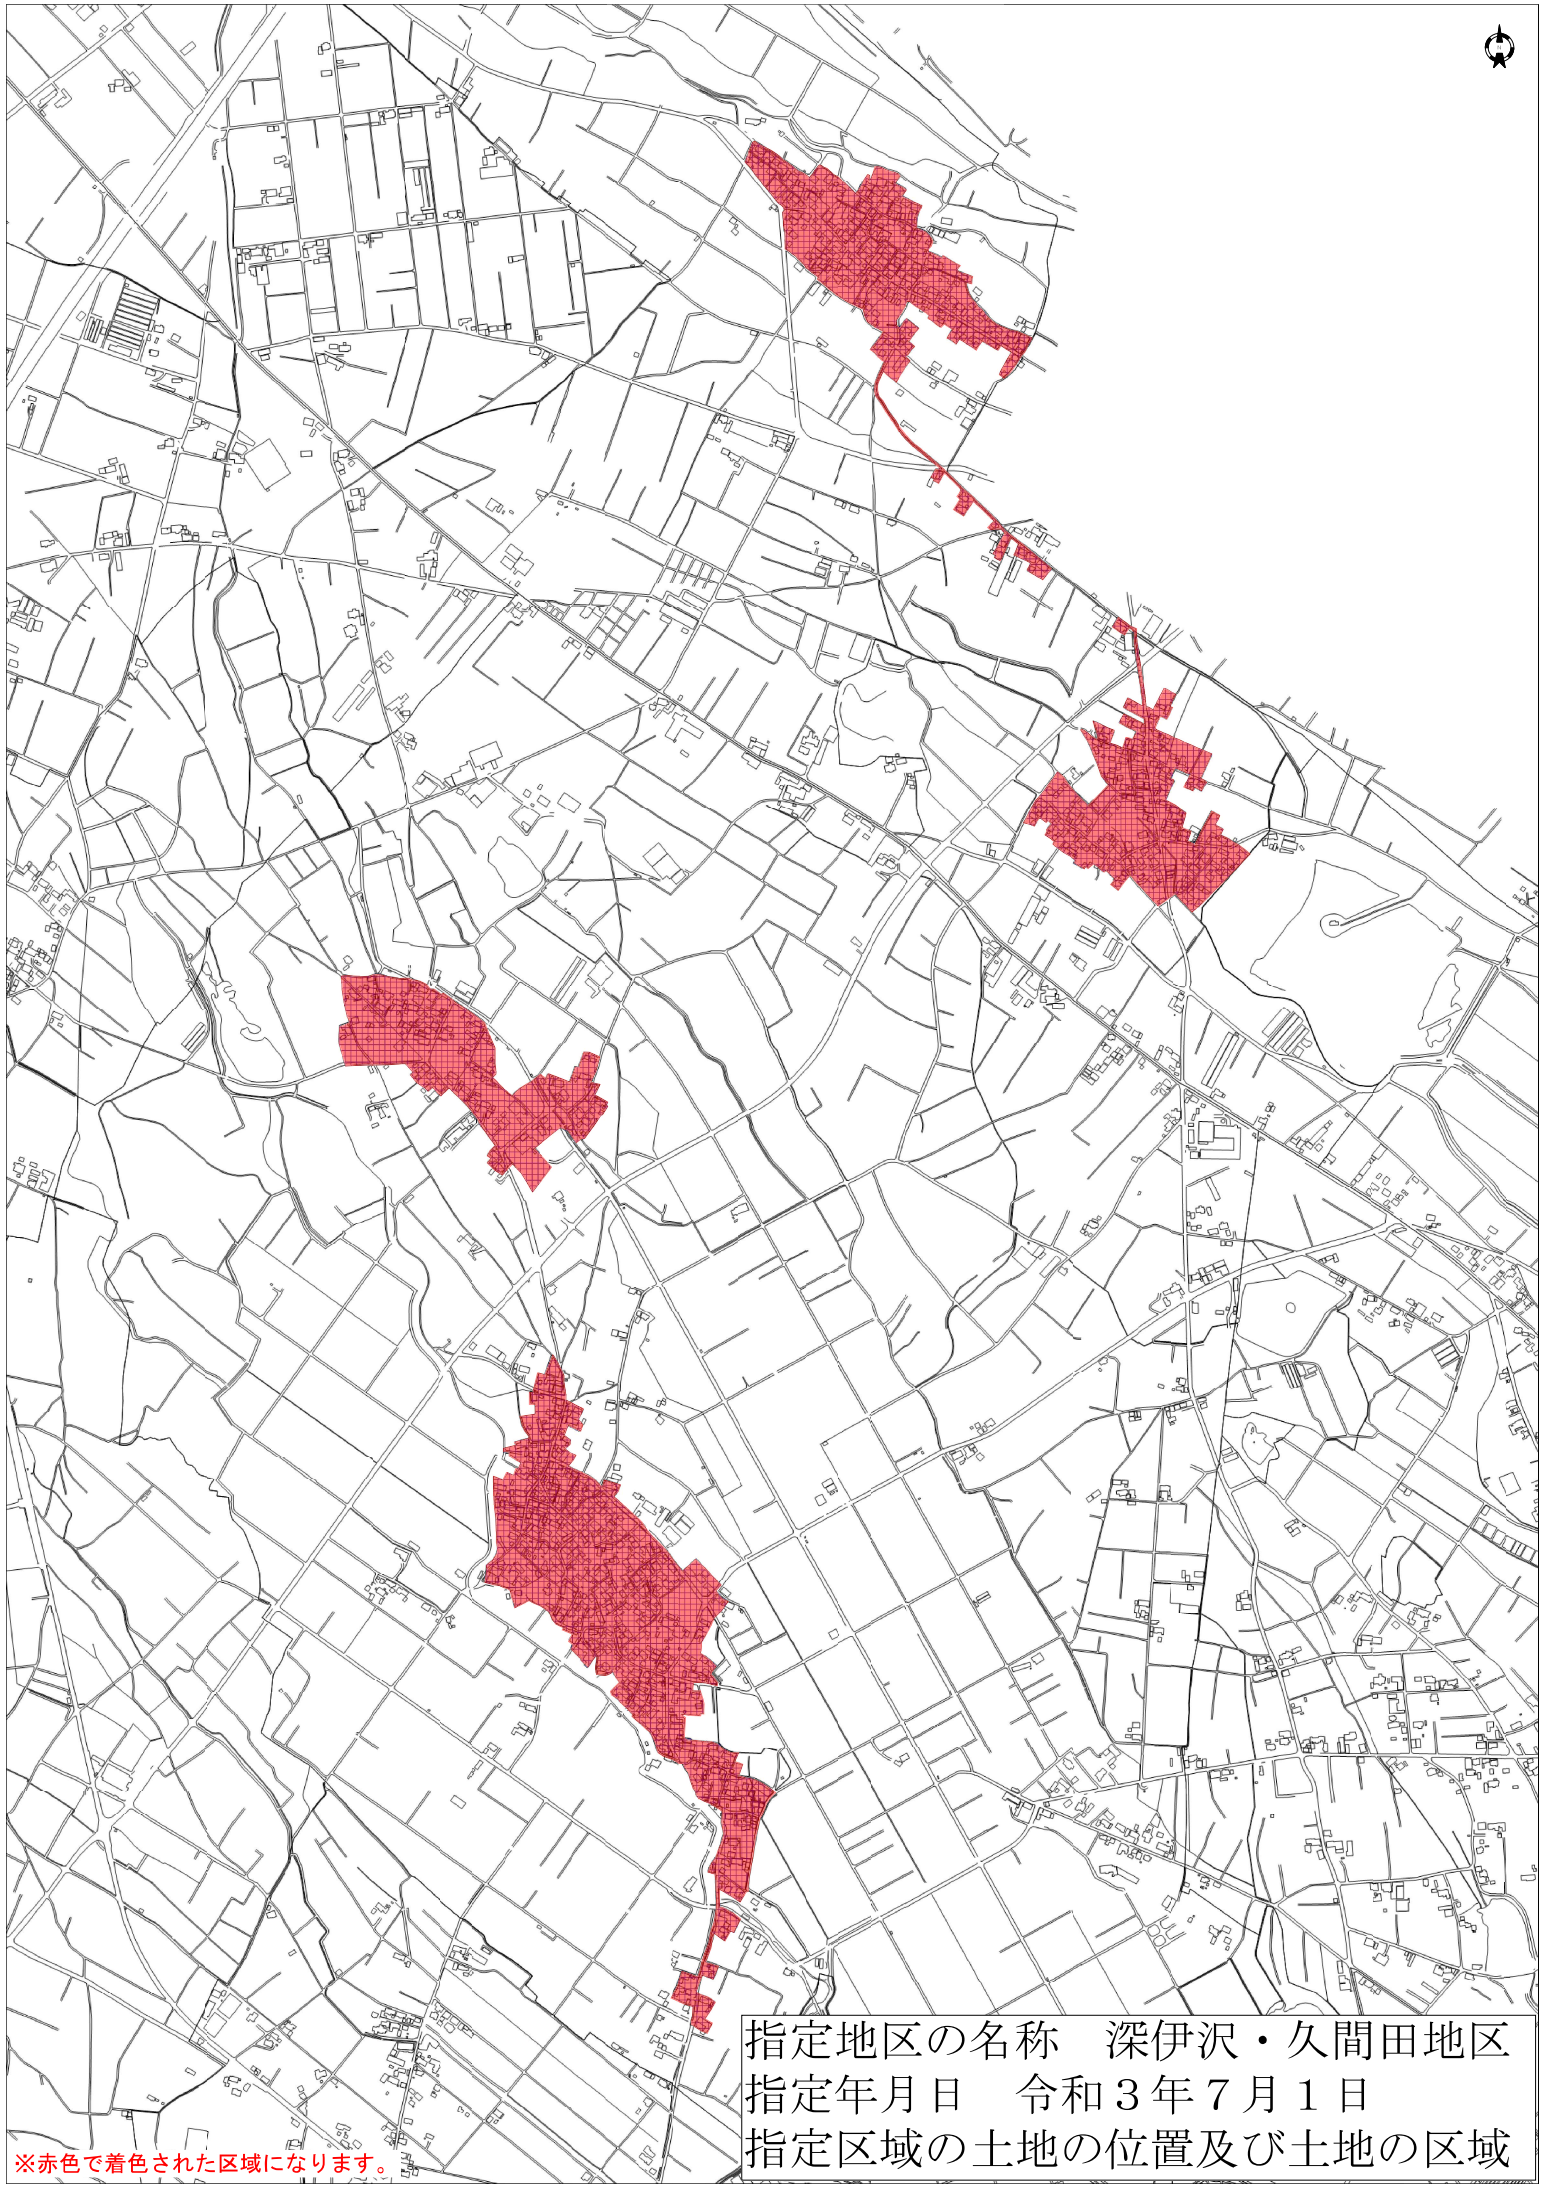 指定地区の名称　深伊沢・久間田地区
指定年月日　令和３年７月１日
指定区域の土地の位置及び土地の区域
※赤色で着色された区域になります。